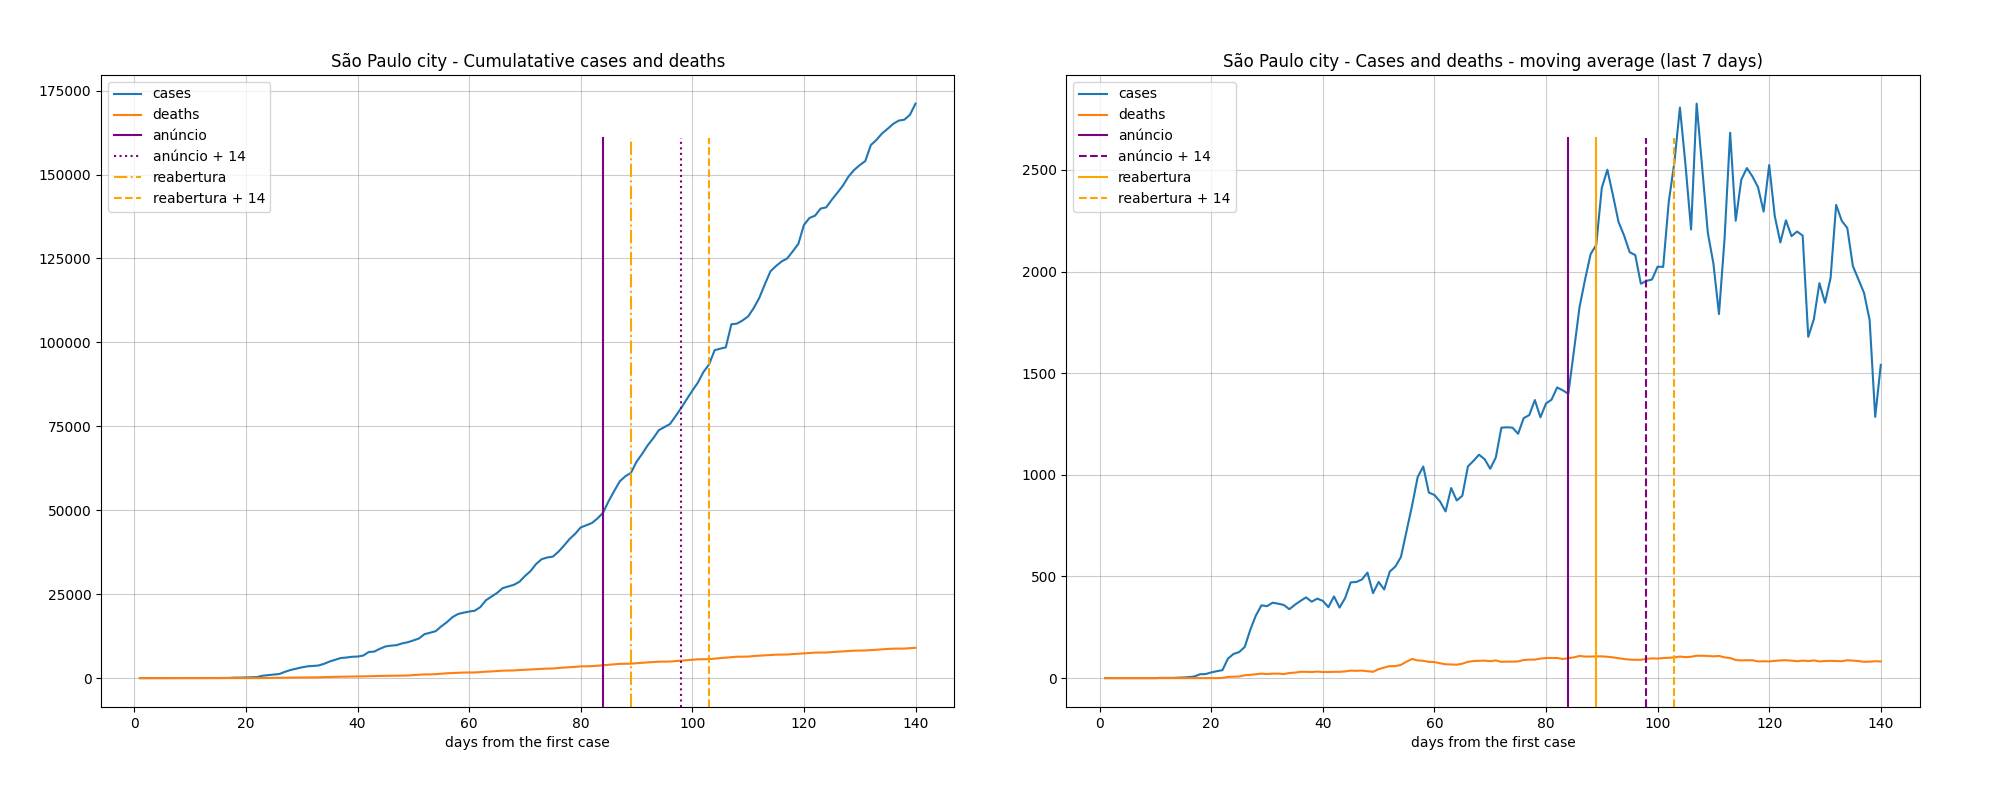 São Paulo city - Cumulatative cases and deaths
175000
150000
125000
100000
75000
50000
25000
0
cases
deaths
anúncio
anúncio + 14
reabertura
reabertura + 14
0 20 40 60 80 100 120 140
days from the first case
São Paulo city - Cases and deaths - moving average (last 7 days)
2500
2000
1500
1000
500
0
cases
deaths
anúncio
anúncio + 14
reabertura
reabertura + 14
0 20 40 60 80 100 120 140
days from the first case